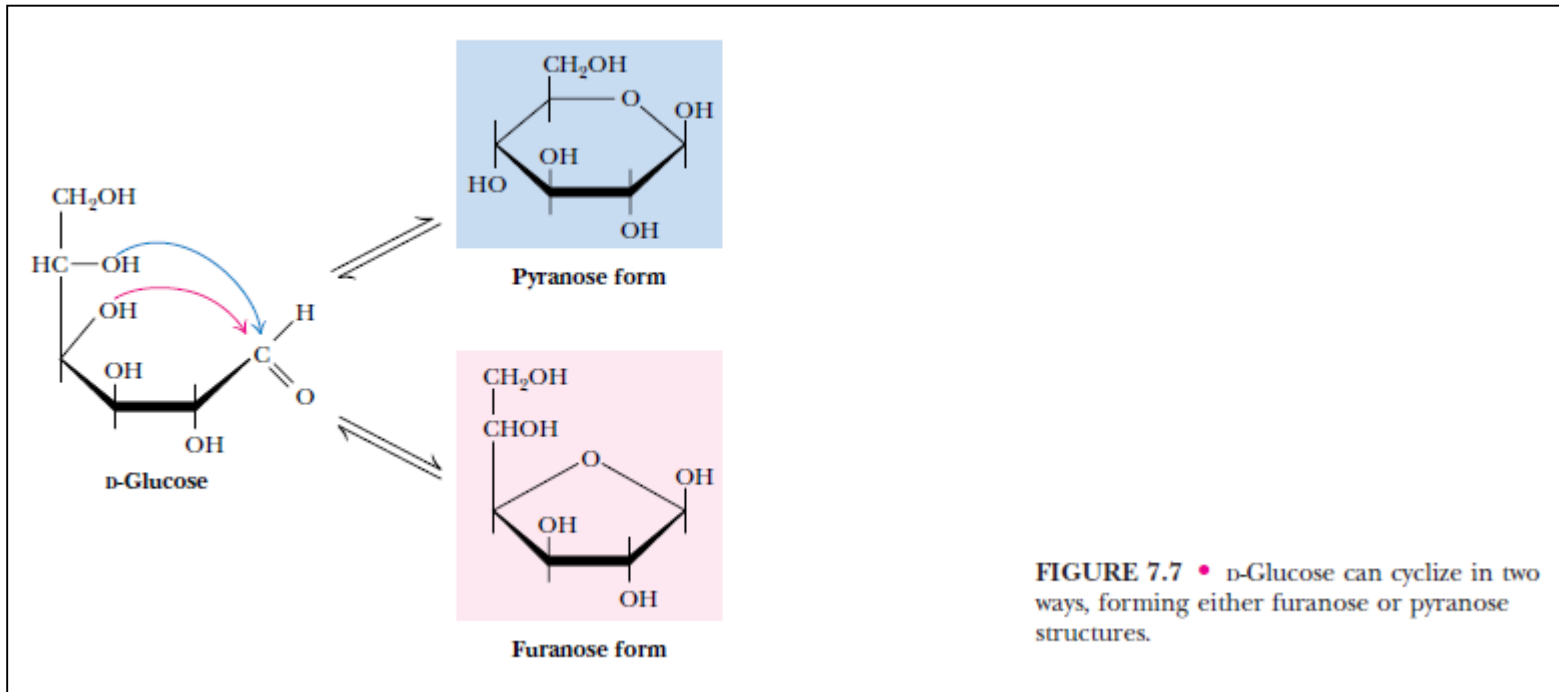 CH₂OH
O
OH
OH
HO
OH
Pyranose form
CH₂OH
HC—OH
OH
H
C
OH
O
OH
D-Glucose
CH₂OH
CHOH
O
OH
OH
OH
Furanose form
FIGURE 7.7 • D-Glucose can cyclize in two
ways, forming either furanose or pyranose
structures.